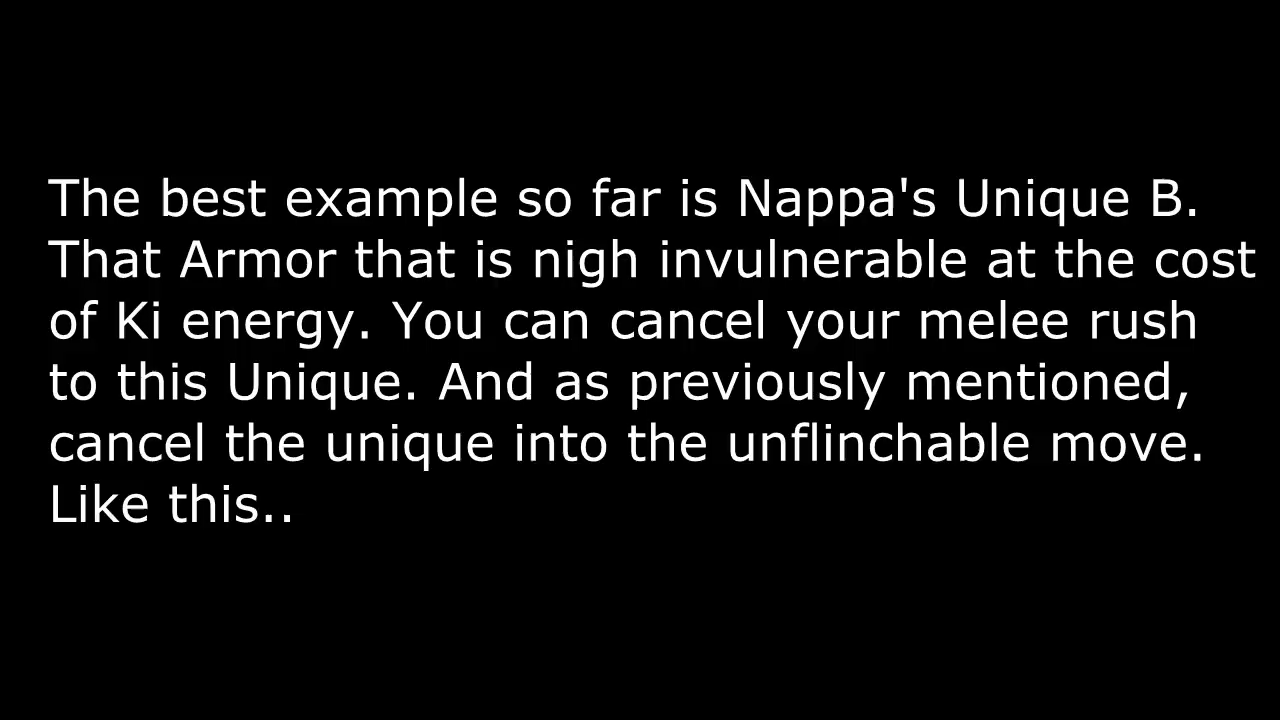 The best example so far is Nappa's Unique B.
That Armor that is nigh invulnerable at the cost
of Ki energy. You can cancel your melee rush
to this Unique. And as previously mentioned,
cancel the unique into the unflinchable move.
Like this..